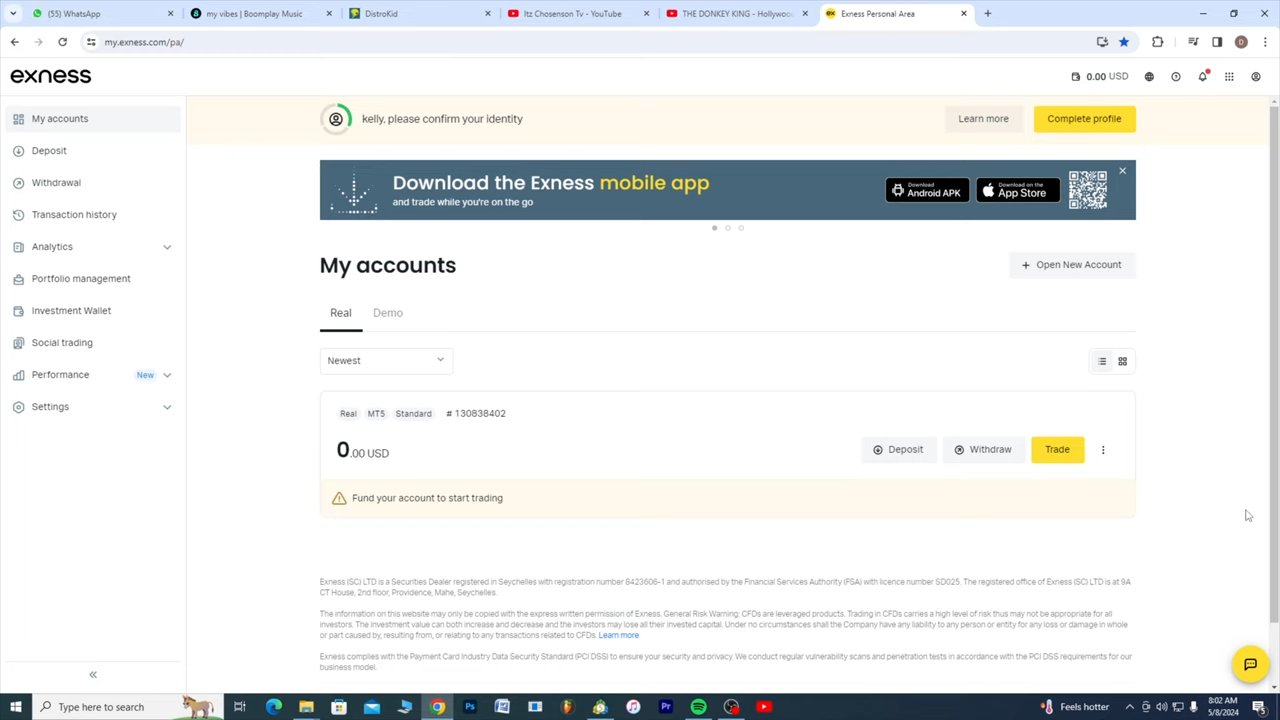 (55) WhatsApp
my vibes | Boomplay Music
DistroKid
Itz Chosenson Tv - YouTube
THE DONKEY KING - Hollywood
Exness Personal Area
my.exness.com/pa/
D
exness
0.00 USD
My accounts
Deposit
Withdrawal
Transaction history
Analytics
Portfolio management
Investment Wallet
Social trading
Performance New
Settings
kelly, please confirm your identity
Learn more
Complete profile
Download the Exness mobile app
and trade while you're on the go
Download
Android APK
Download on the
App Store
My accounts
+ Open New Account
Real Demo
Newest
Real MT5 Standard # 130838402
0.00 USD
Deposit
Withdraw
Trade
Fund your account to start trading
Exness (SC) LTD is a Securities Dealer registered in Seychelles with registration number 8423606-1 and authorised by the Financial Services Authority (FSA) with licence number SD025. The registered office of Exness (SC) LTD is at 9A
CT House, 2nd floor, Providence, Mahe, Seychelles.
The information on this website may only be copied with the express written permission of Exness. General Risk Warning: CFDs are leveraged products. Trading in CFDs carries a high level of risk thus may not be appropriate for all
investors. The investment value can both increase and decrease and the investors may lose all their invested capital. Under no circumstances shall the Company have any liability to any person or entity for any loss or damage in whole
or part caused by, resulting from, or relating to any transactions related to CFDs. Learn more
Exness complies with the Payment Card Industry Data Security Standard (PCI DSS) to ensure your security and privacy. We conduct regular vulnerability scans and penetration tests in accordance with the PCI DSS requirements for our
business model.
Type here to search
Feels hotter
8:02 AM
5/8/2024